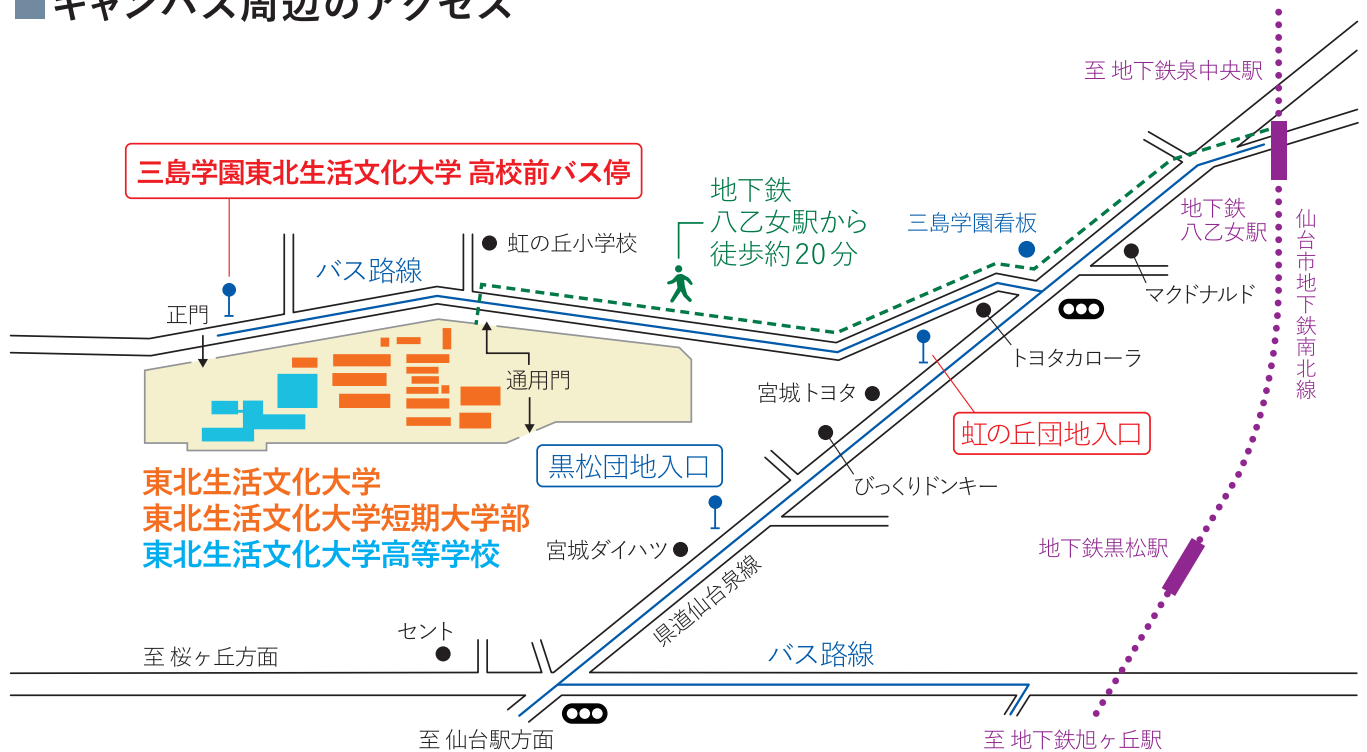 キャンパス周辺のアクセス
至 地下鉄泉中央駅
三島学園東北生活文化大学 高校前バス停
地下鉄
八乙女駅から
徒歩約20分
三島学園看板
地下鉄
八乙女駅
仙台市地下鉄南北線
虹の丘小学校
バス路線
正門
マクドナルド
トヨタカローラ
通用門
宮城トヨタ
虹の丘団地入口
黒松団地入口
びっくりドンキー
東北生活文化大学
東北生活文化大学短期大学部
東北生活文化大学高等学校
宮城ダイハツ
地下鉄黒松駅
県道仙台泉線
セント
至 桜ヶ丘方面
バス路線
至 仙台駅方面
至 地下鉄旭ヶ丘駅